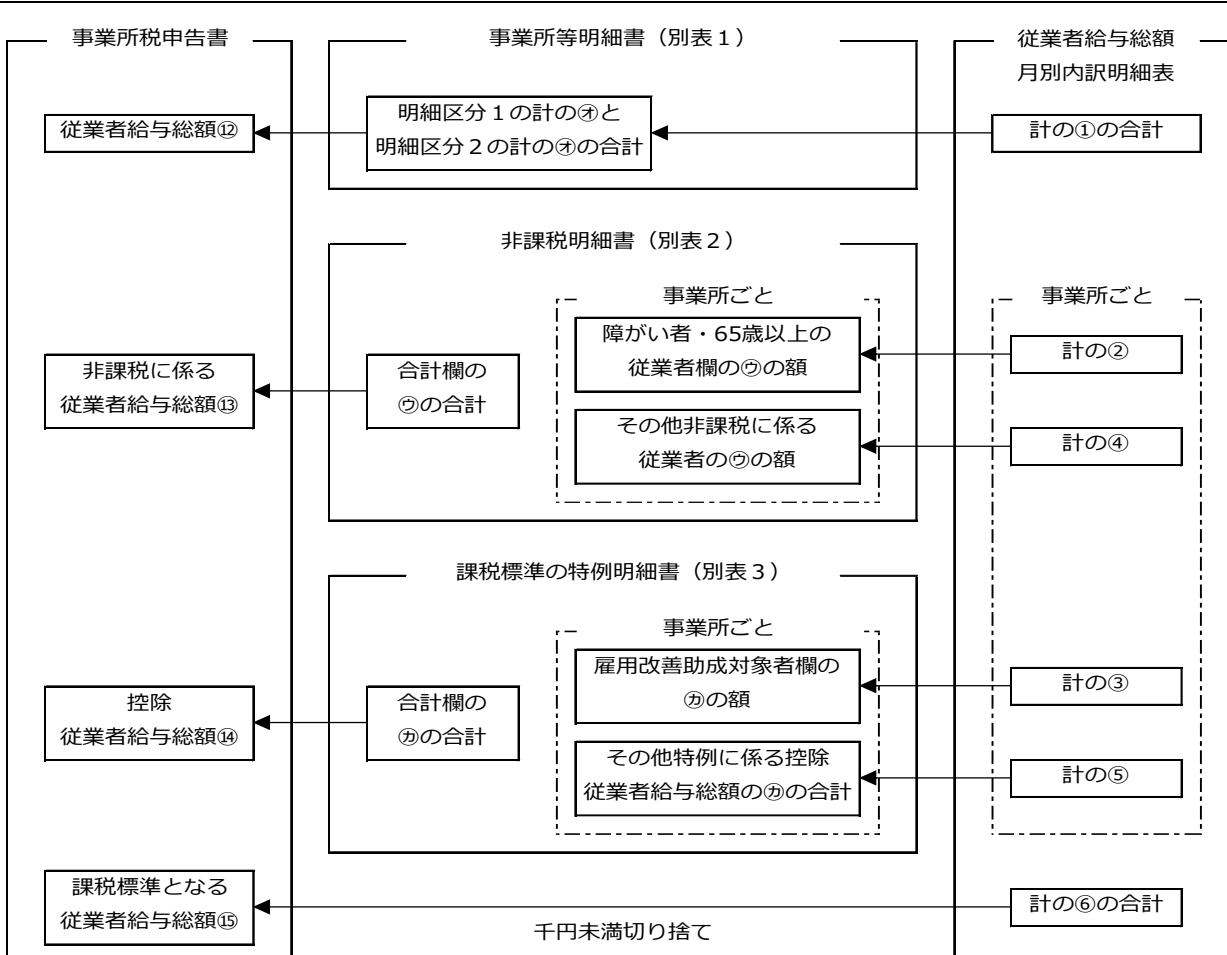 事業所税申告書
事業所等明細書（別表１）
従業者給与総額
月別内訳明細表
従業者給与総額⑫
明細区分１の計の㋔と
明細区分２の計の㋔の合計
計の①の合計
非課税明細書（別表２）
事業所ごと
事業所ごと
障がい者・65歳以上の
従業者欄の㋒の額
計の②
非課税に係る
従業者給与総額⑬
合計欄の
㋒の合計
その他非課税に係る
従業者の㋒の額
計の④
課税標準の特例明細書（別表３）
事業所ごと
雇用改善助成対象者欄の
㋕の額
計の③
控除
従業者給与総額⑭
合計欄の
㋕の合計
その他特例に係る控除
従業者給与総額の㋕の合計
計の⑤
課税標準となる
従業者給与総額⑮
計の⑥の合計
千円未満切り捨て